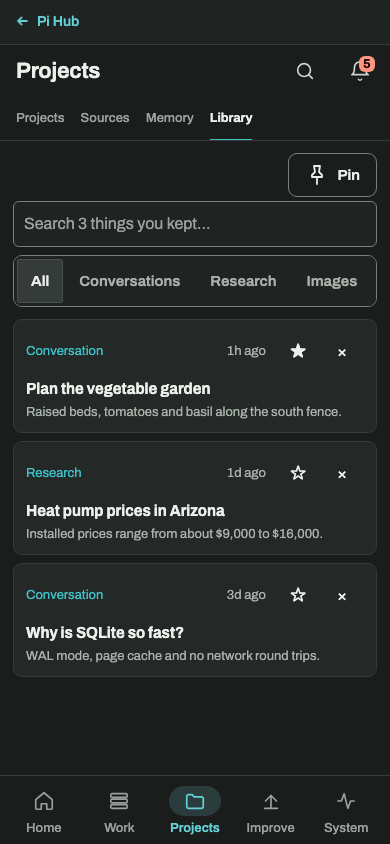 Pi Hub
Projects
5
Projects Sources Memory Library
Pin
Search 3 things you kept...
All Conversations Research Images
Conversation 1h ago
Plan the vegetable garden
Raised beds, tomatoes and basil along the south fence.
Research 1d ago
Heat pump prices in Arizona
Installed prices range from about $9,000 to $16,000.
Conversation 3d ago
Why is SQLite so fast?
WAL mode, page cache and no network round trips.
Home Work Projects Improve System